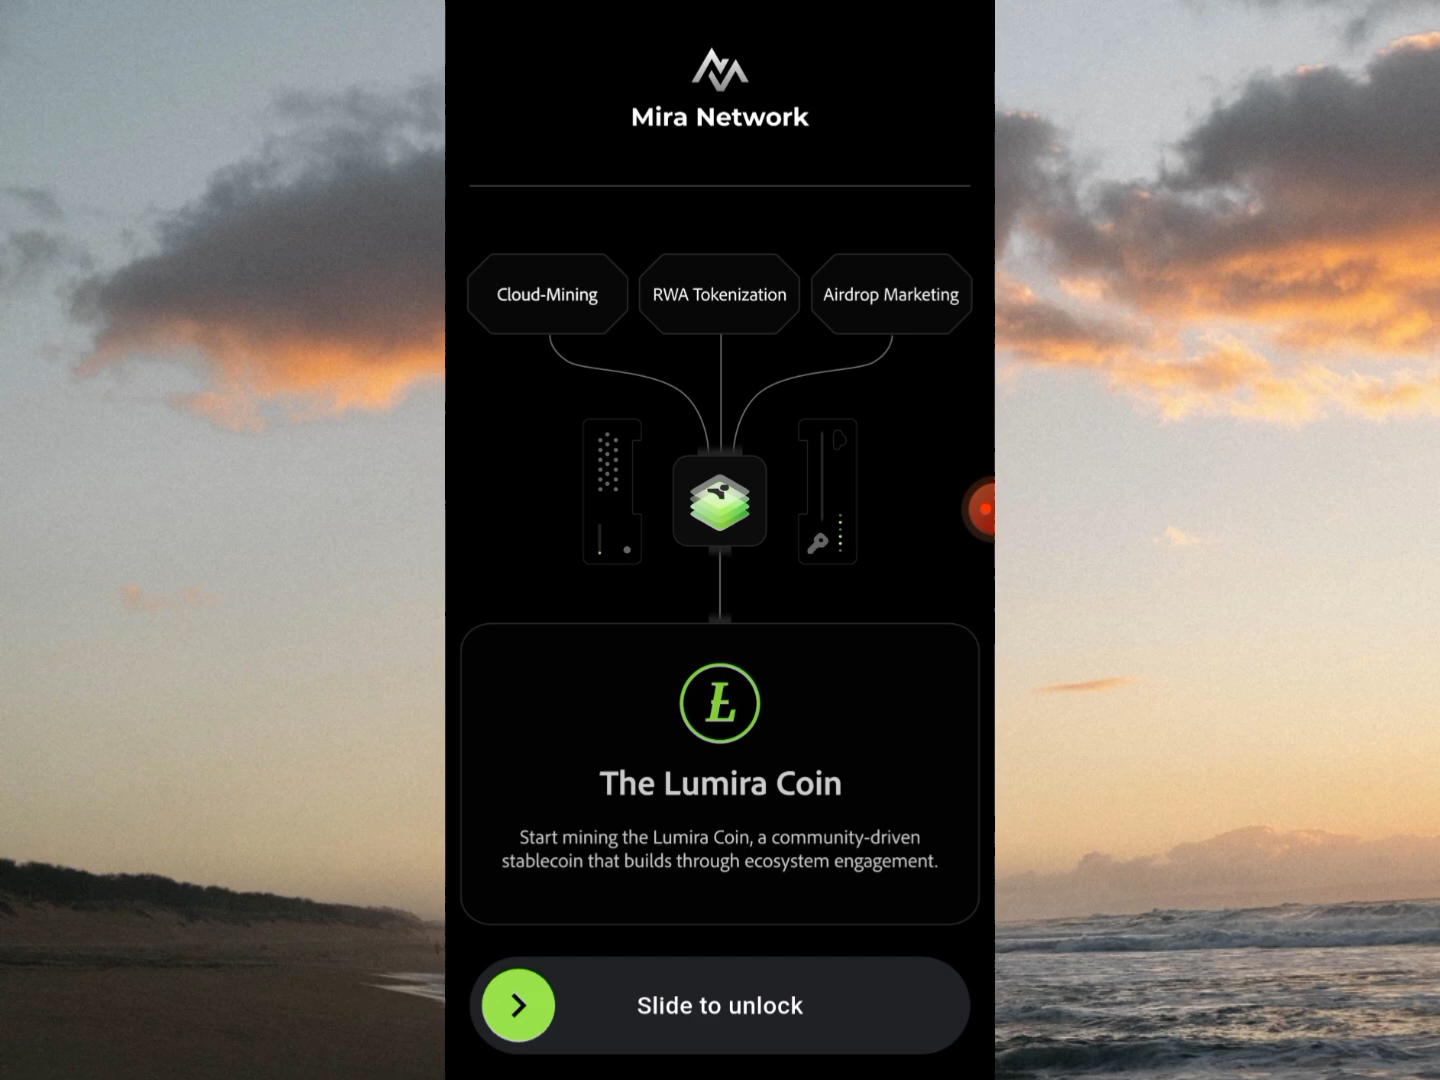 Mira Network
Cloud-Mining
RWA Tokenization
Airdrop Marketing
Ł
The Lumira Coin
Start mining the Lumira Coin, a community-driven
stablecoin that builds through ecosystem engagement.
Slide to unlock